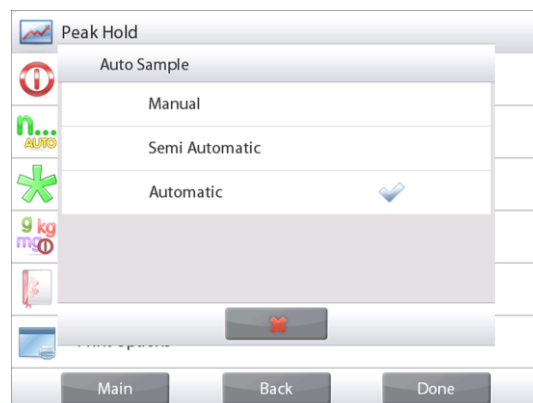 Peak Hold
Auto Sample
Manual
n...
AUTO
Semi Automatic
Automatic
g kg
mg
Main
Back
Done